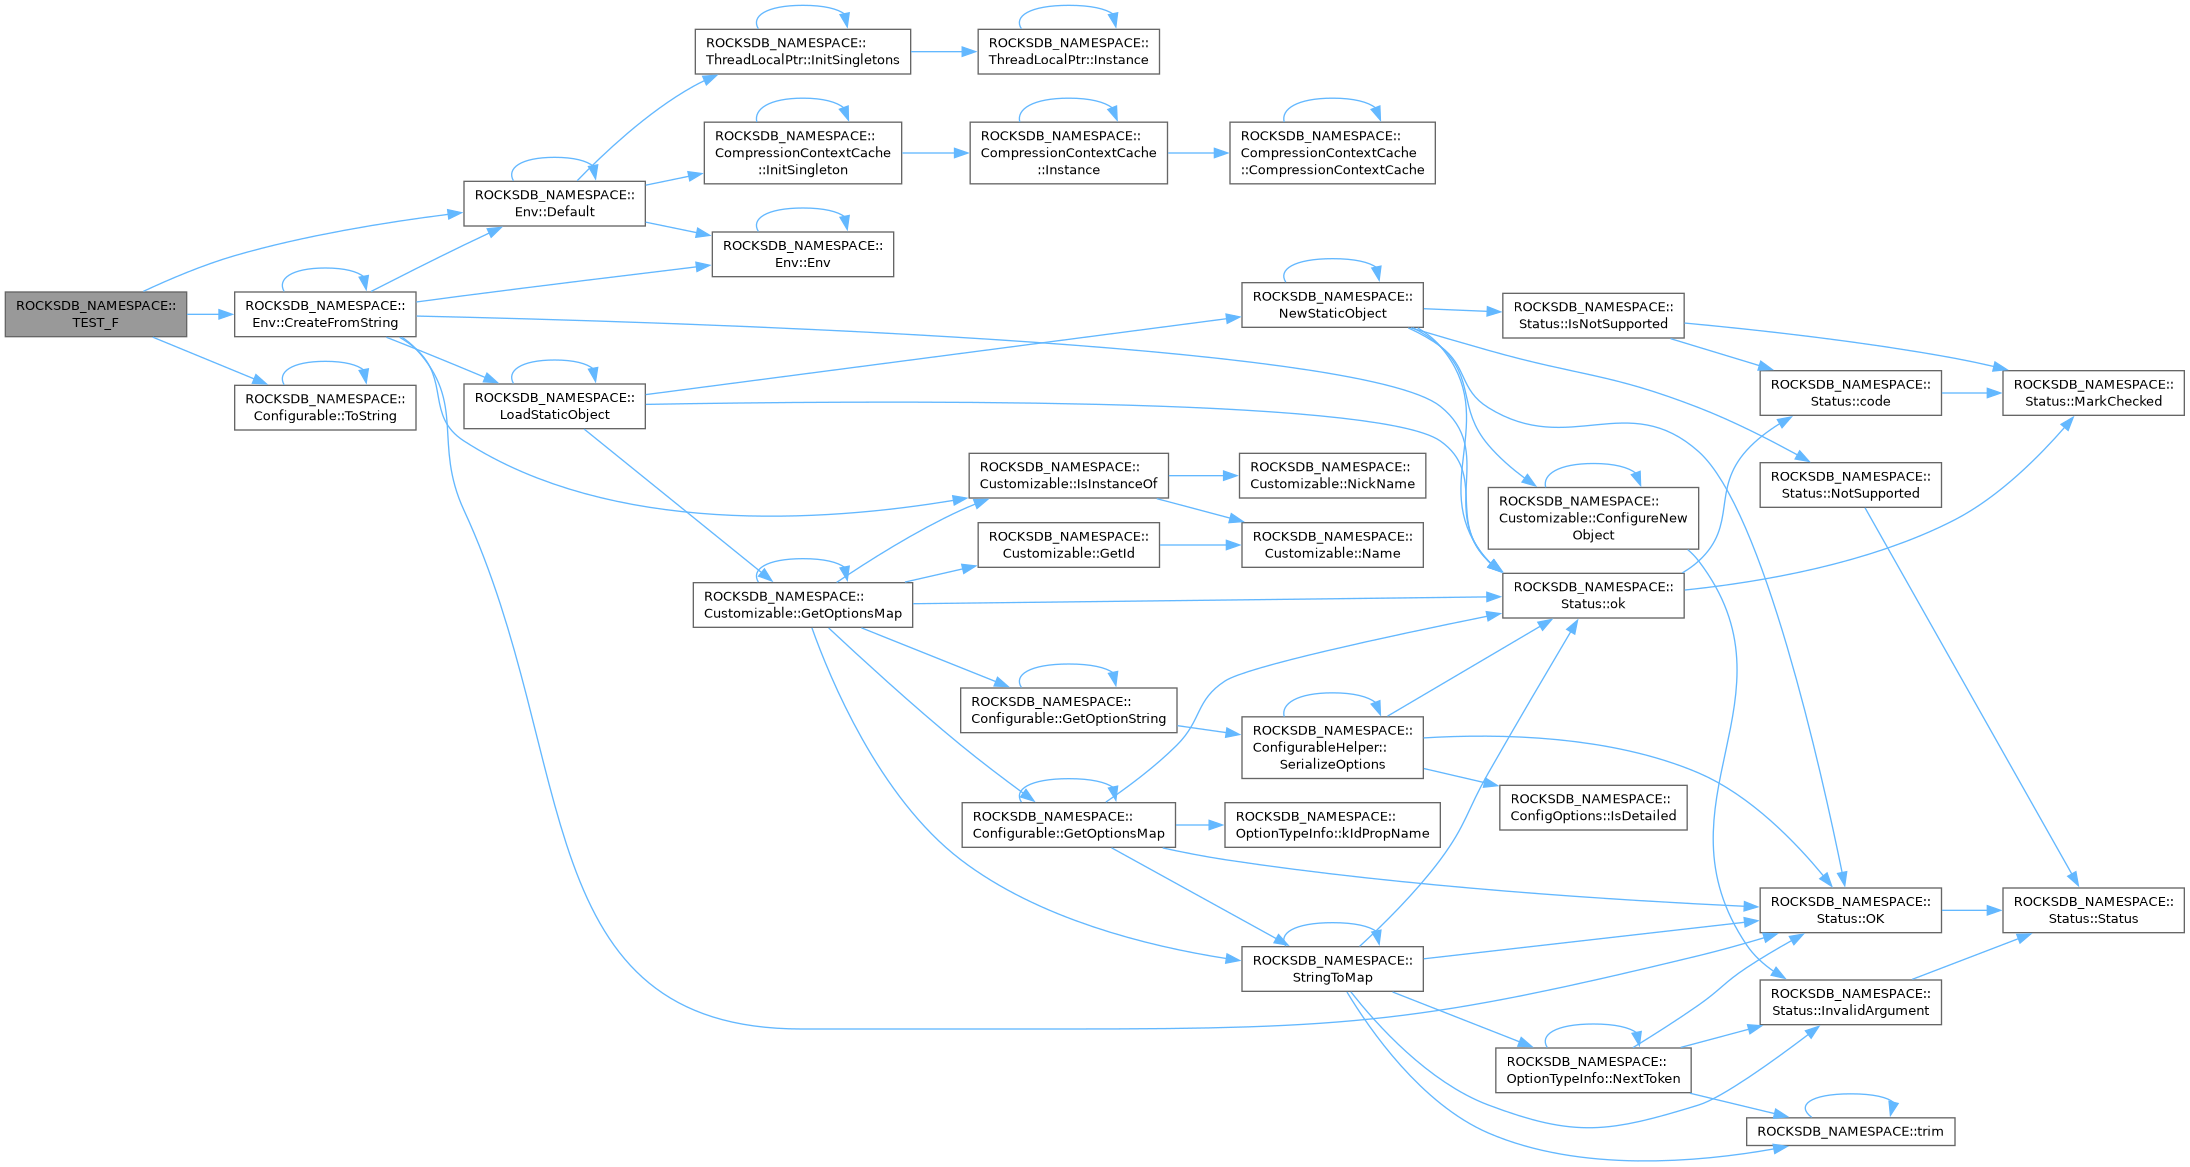 ROCKSDB_NAMESPACE::
TEST_F
ROCKSDB_NAMESPACE::
Env::CreateFromString
ROCKSDB_NAMESPACE::
Configurable::ToString
ROCKSDB_NAMESPACE::
Env::Default
ROCKSDB_NAMESPACE::
LoadStaticObject
ROCKSDB_NAMESPACE::
ThreadLocalPtr::InitSingletons
ROCKSDB_NAMESPACE::
CompressionContextCache
::InitSingleton
ROCKSDB_NAMESPACE::
Env::Env
ROCKSDB_NAMESPACE::
Customizable::GetOptionsMap
ROCKSDB_NAMESPACE::
ThreadLocalPtr::Instance
ROCKSDB_NAMESPACE::
CompressionContextCache
::Instance
ROCKSDB_NAMESPACE::
Customizable::IsInstanceOf
ROCKSDB_NAMESPACE::
Customizable::GetId
ROCKSDB_NAMESPACE::
Configurable::GetOptionString
ROCKSDB_NAMESPACE::
Configurable::GetOptionsMap
ROCKSDB_NAMESPACE::
CompressionContextCache
::CompressionContextCache
ROCKSDB_NAMESPACE::
NewStaticObject
ROCKSDB_NAMESPACE::
Customizable::NickName
ROCKSDB_NAMESPACE::
Customizable::Name
ROCKSDB_NAMESPACE::
ConfigurableHelper::
SerializeOptions
ROCKSDB_NAMESPACE::
OptionTypeInfo::kIdPropName
ROCKSDB_NAMESPACE::
StringToMap
ROCKSDB_NAMESPACE::
Status::IsNotSupported
ROCKSDB_NAMESPACE::
Customizable::ConfigureNew
Object
ROCKSDB_NAMESPACE::
Status::ok
ROCKSDB_NAMESPACE::
ConfigOptions::IsDetailed
ROCKSDB_NAMESPACE::
OptionTypeInfo::NextToken
ROCKSDB_NAMESPACE::
Status::code
ROCKSDB_NAMESPACE::
Status::NotSupported
ROCKSDB_NAMESPACE::
Status::OK
ROCKSDB_NAMESPACE::
Status::InvalidArgument
ROCKSDB_NAMESPACE::trim
ROCKSDB_NAMESPACE::
Status::MarkChecked
ROCKSDB_NAMESPACE::
Status::Status